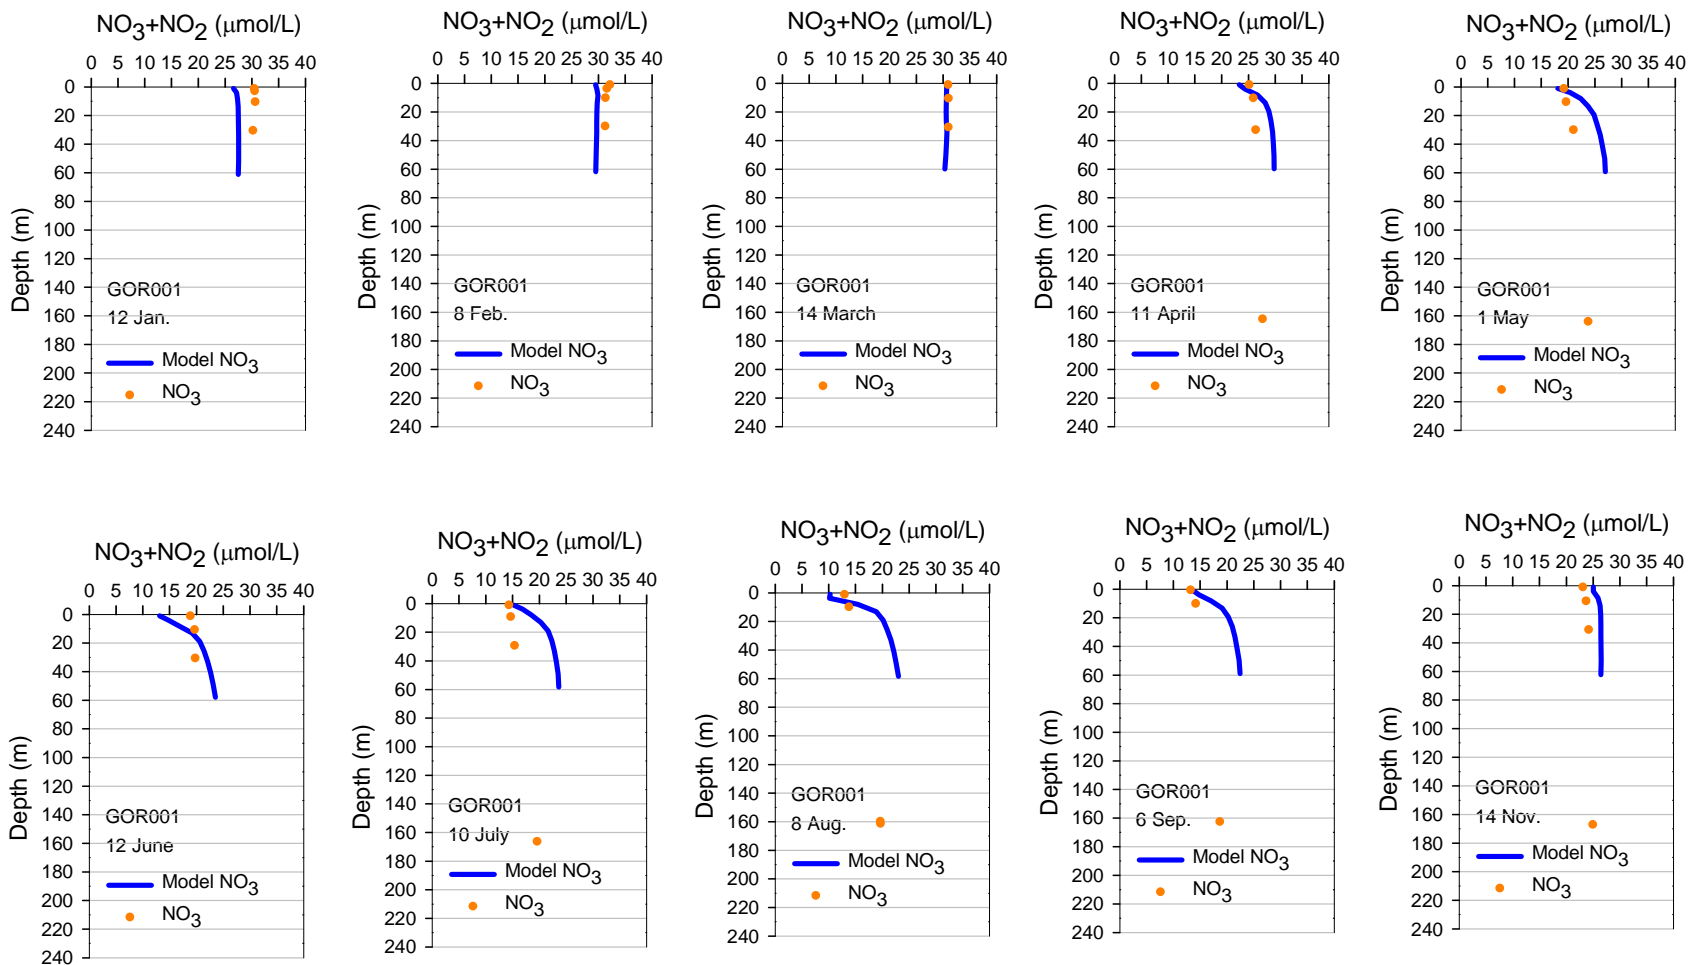 NO3+NO2 (µmol/L)
0 5 10 15 20 25 30 35 40
0
20
40
60
80
100
120
140
160
180
200
220
240
Depth (m)
GOR001
12 Jan.
Model NO3
NO3
NO3+NO2 (µmol/L)
0 5 10 15 20 25 30 35 40
0
20
40
60
80
100
120
140
160
180
200
220
240
Depth (m)
GOR001
8 Feb.
Model NO3
NO3
NO3+NO2 (µmol/L)
0 5 10 15 20 25 30 35 40
0
20
40
60
80
100
120
140
160
180
200
220
240
Depth (m)
GOR001
14 March
Model NO3
NO3
NO3+NO2 (µmol/L)
0 5 10 15 20 25 30 35 40
0
20
40
60
80
100
120
140
160
180
200
220
240
Depth (m)
GOR001
11 April
Model NO3
NO3
NO3+NO2 (µmol/L)
0 5 10 15 20 25 30 35 40
0
20
40
60
80
100
120
140
160
180
200
220
240
Depth (m)
GOR001
1 May
Model NO3
NO3
NO3+NO2 (µmol/L)
0 5 10 15 20 25 30 35 40
0
20
40
60
80
100
120
140
160
180
200
220
240
Depth (m)
GOR001
12 June
Model NO3
NO3
NO3+NO2 (µmol/L)
0 5 10 15 20 25 30 35 40
0
20
40
60
80
100
120
140
160
180
200
220
240
Depth (m)
GOR001
10 July
Model NO3
NO3
NO3+NO2 (µmol/L)
0 5 10 15 20 25 30 35 40
0
20
40
60
80
100
120
140
160
180
200
220
240
Depth (m)
GOR001
8 Aug.
Model NO3
NO3
NO3+NO2 (µmol/L)
0 5 10 15 20 25 30 35 40
0
20
40
60
80
100
120
140
160
180
200
220
240
Depth (m)
GOR001
6 Sep.
Model NO3
NO3
NO3+NO2 (µmol/L)
0 5 10 15 20 25 30 35 40
0
20
40
60
80
100
120
140
160
180
200
220
240
Depth (m)
GOR001
14 Nov.
Model NO3
NO3